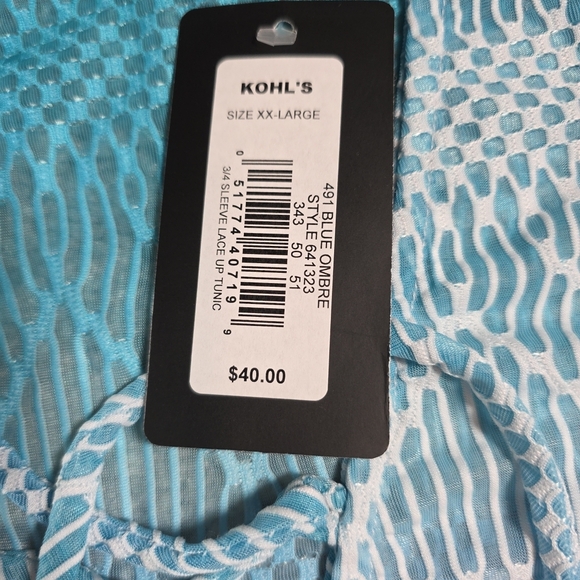 KOHL'S
SIZE XX-LARGE
491 BLUE OMBRE
STYLE 641323
343 50 51
0 51774 40719 9
3/4 SLEEVE LACE UP TUNIC
$40.00